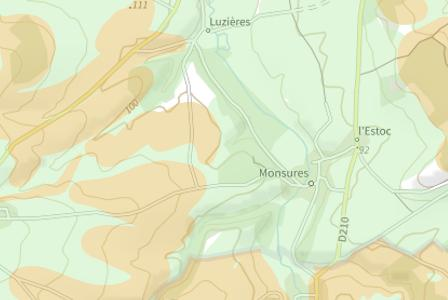 .111
Luzières
100
l'Estoc
92
Monsures
D210